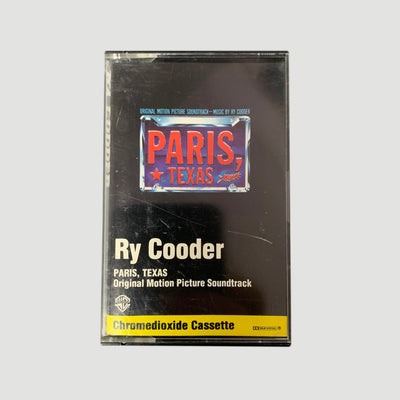 ORIGINAL MOTION PICTURE SOUNDTRACK — MUSIC BY RY COODER
PARIS,
★ TEXAS
Ry Cooder
PARIS, TEXAS
Original Motion Picture Soundtrack
Chromedioxide Cassette